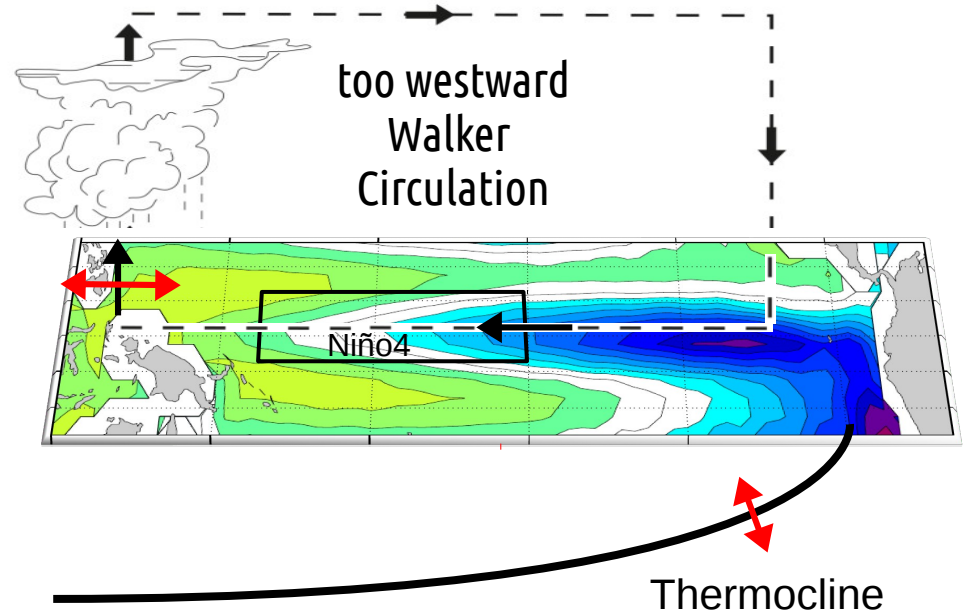 too westward
Walker
Circulation
Niño4
Thermocline